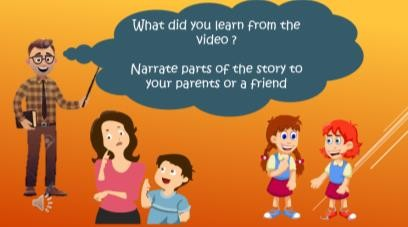 What did you learn from the
video ?
Narrate parts of the story to
your parents or a friend